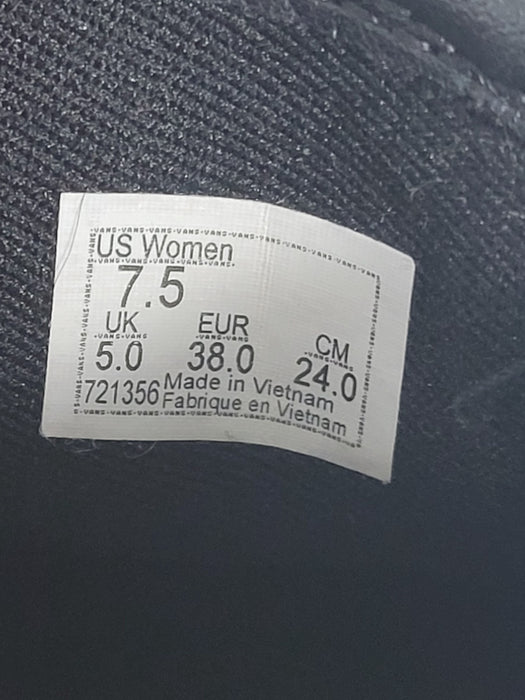 US Women
7.5
UK EUR CM
5.0 38.0 24.0
721356 Made in Vietnam
Fabrique en Vietnam